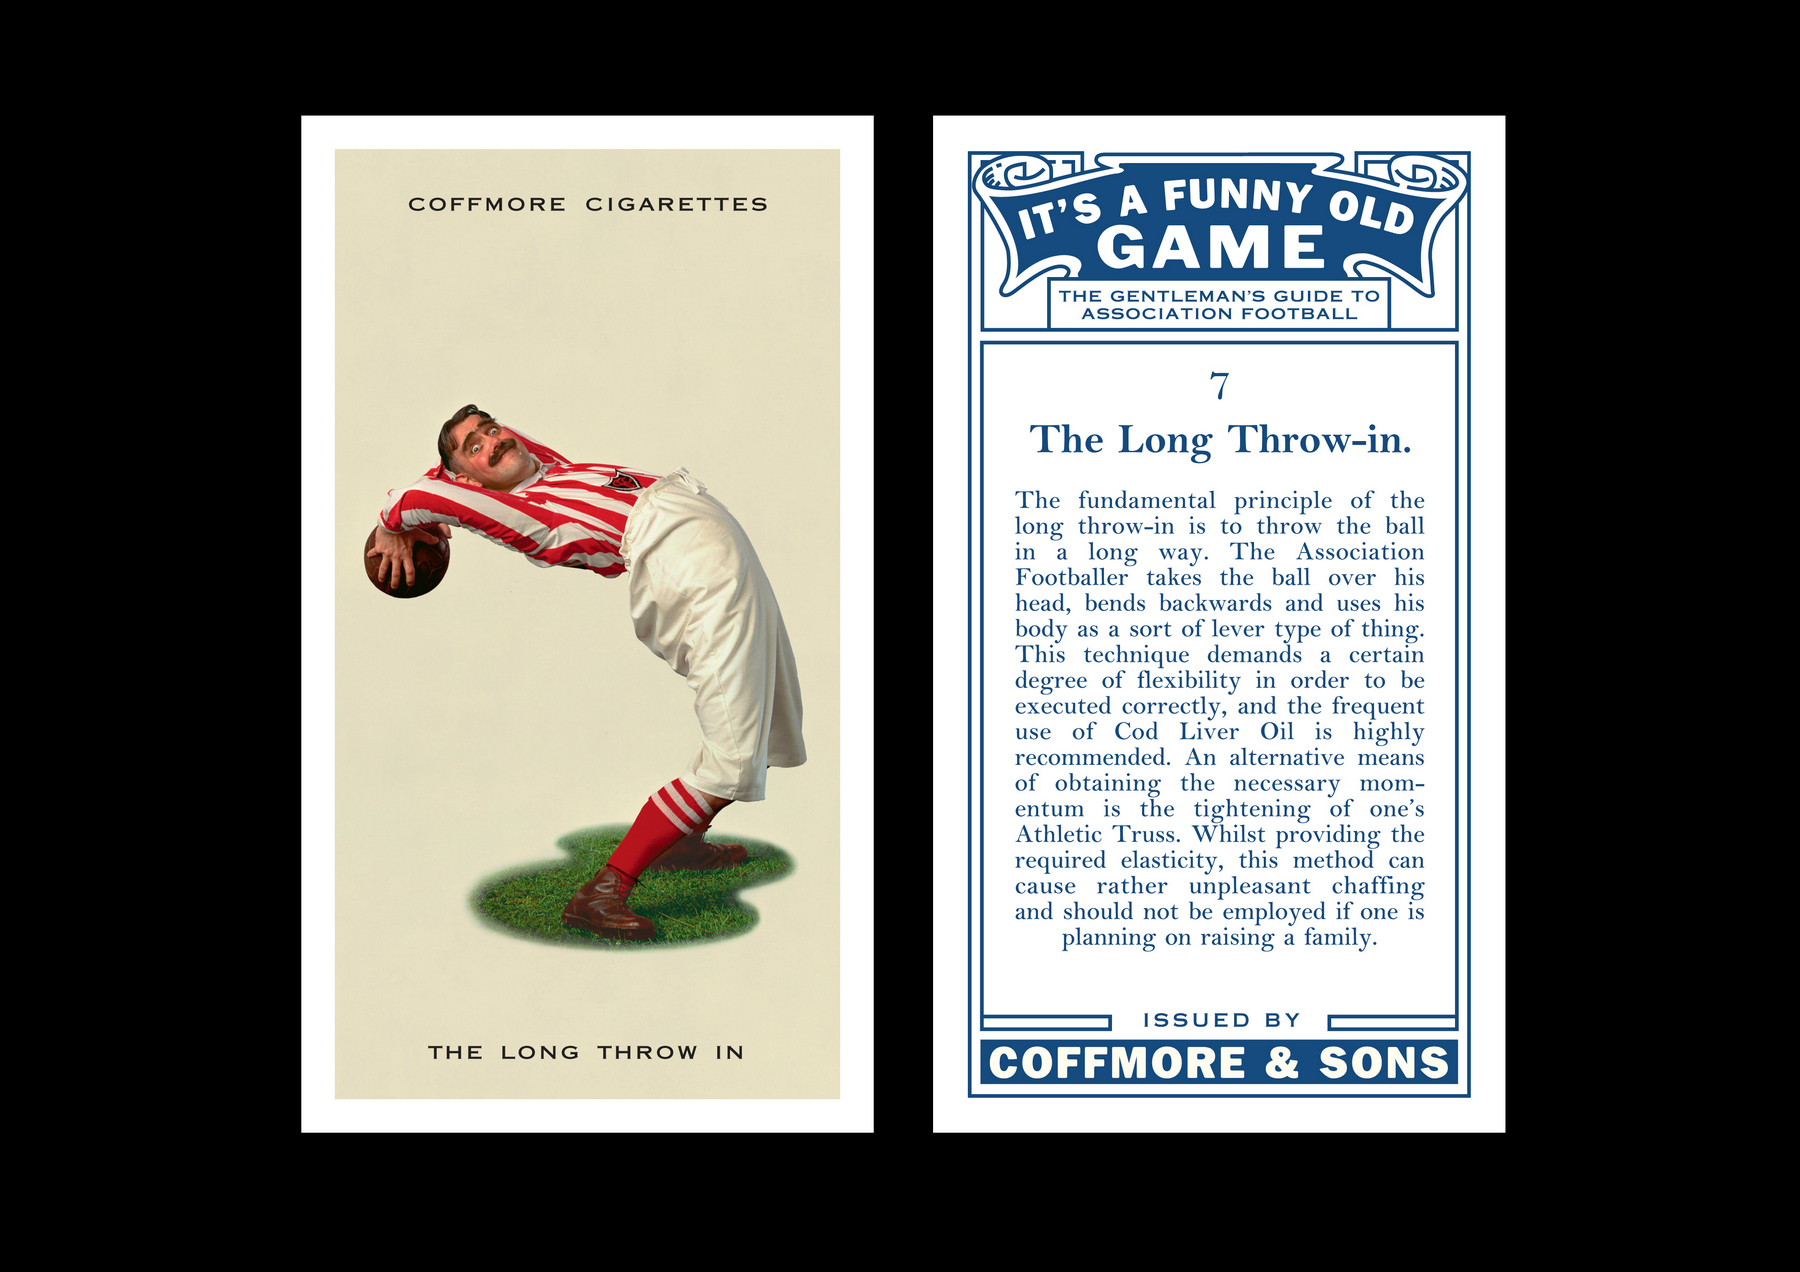 COFFMORE CIGARETTES
THE LONG THROW IN
IT'S A FUNNY OLD
GAME
THE GENTLEMAN'S GUIDE TO
ASSOCIATION FOOTBALL
7
The Long Throw-in.
The fundamental principle of the
long throw-in is to throw the ball
in a long way. The Association
Footballer takes the ball over his
head, bends backwards and uses his
body as a sort of lever type of thing.
This technique demands a certain
degree of flexibility in order to be
executed correctly, and the frequent
use of Cod Liver Oil is highly
recommended. An alternative means
of obtaining the necessary mom-
entum is the tightening of one's
Athletic Truss. Whilst providing the
required elasticity, this method can
cause rather unpleasant chaffing
and should not be employed if one is
planning on raising a family.
ISSUED BY
COFFMORE & SONS